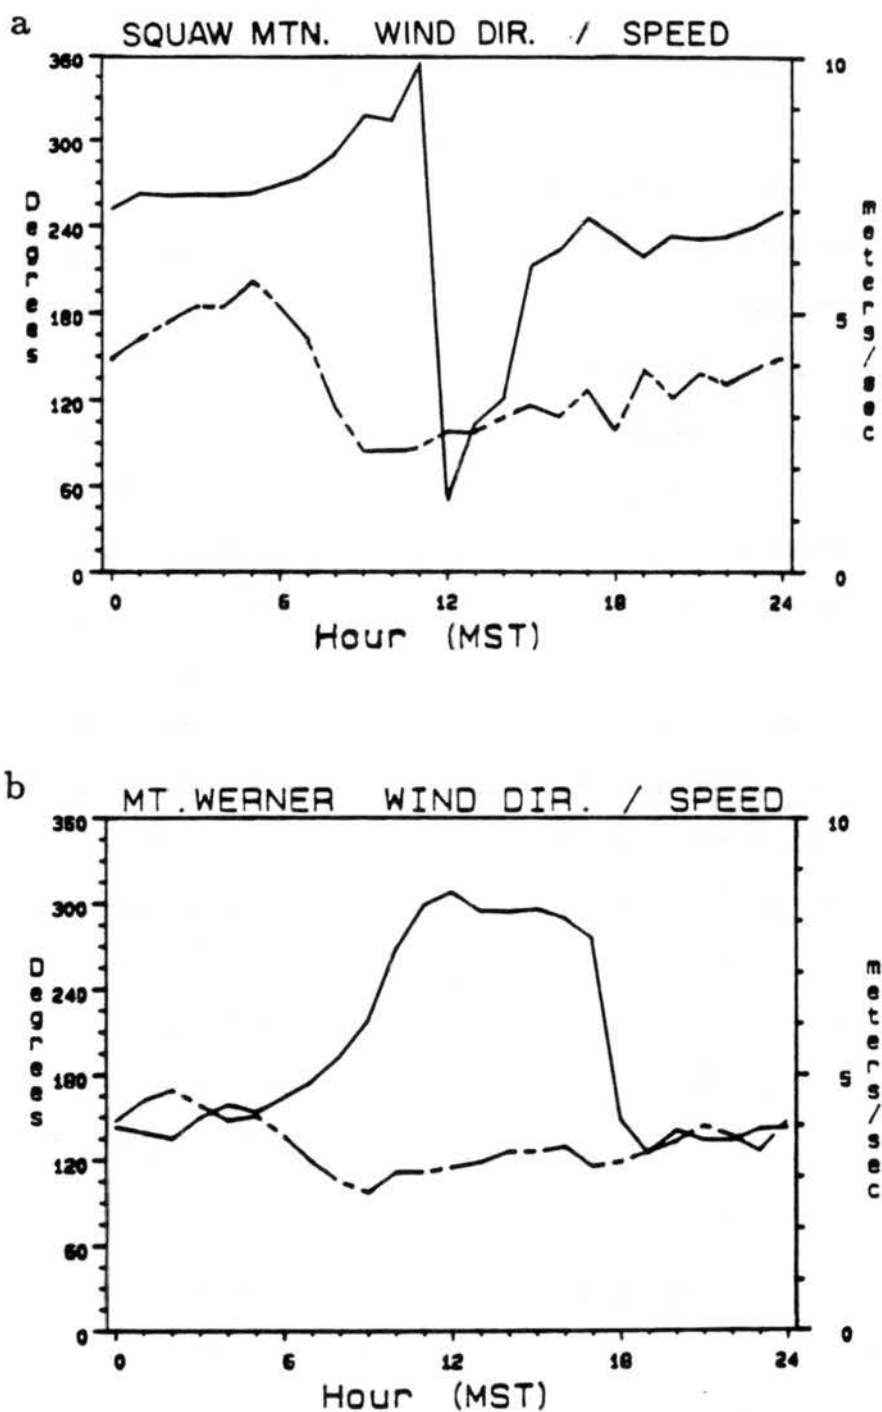 a
SQUAW MTN. WIND DIR. / SPEED
360
300
240
180
120
60
0
Degrees
10
5
0
meters/sec
0 6 12 18 24
Hour (MST)
b
MT. WERNER WIND DIR. / SPEED
360
300
240
180
120
60
0
Degrees
10
5
0
meters/sec
0 6 12 18 24
Hour (MST)